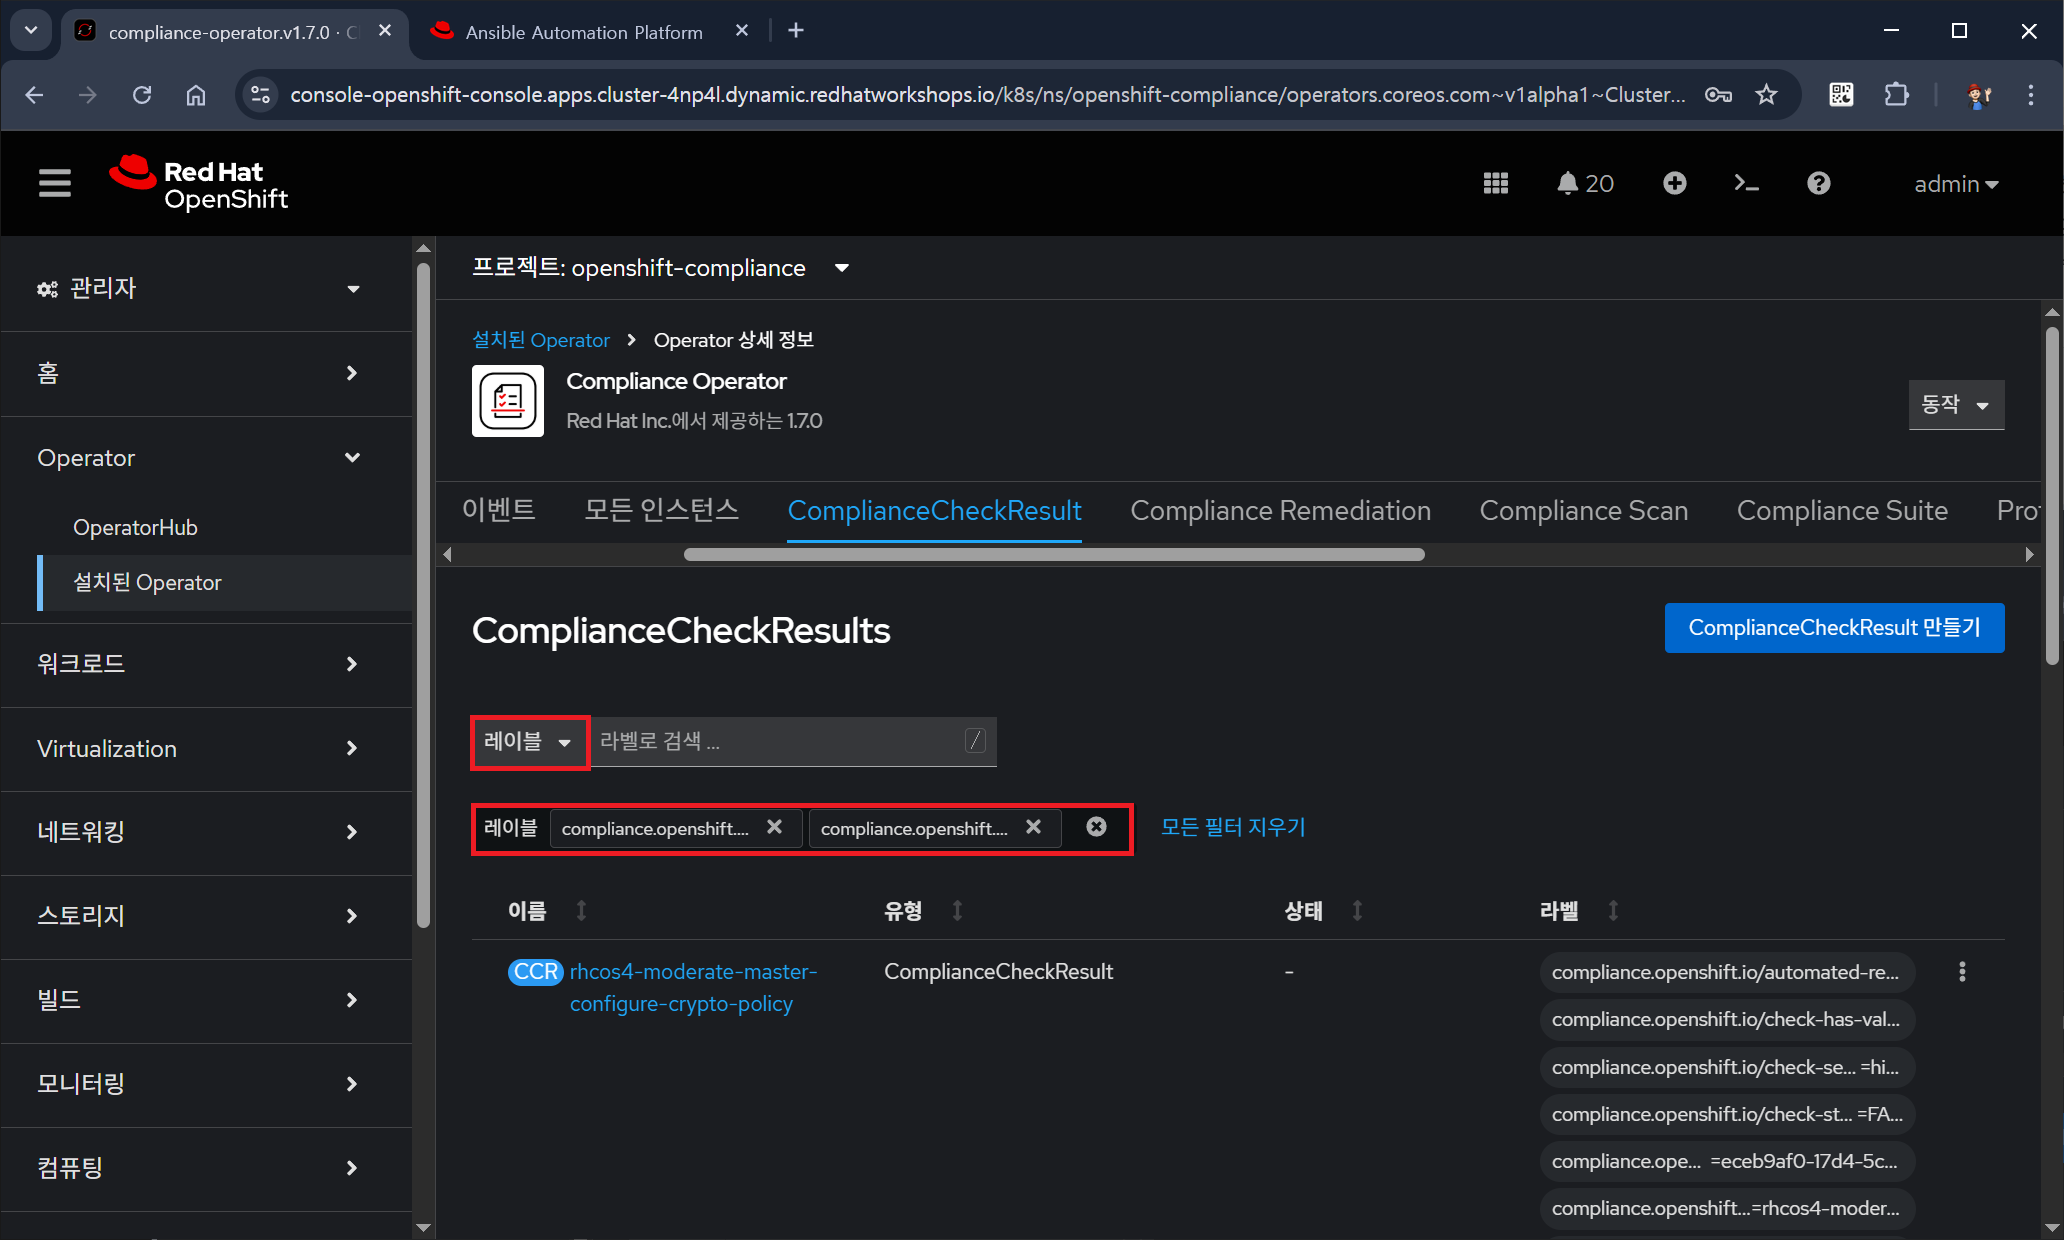 compliance-operator.v1.7.0 · C
Ansible Automation Platform
console-openshift-console.apps.cluster-4np4l.dynamic.redhatworkshops.io/k8s/ns/openshift-compliance/operators.coreos.com~v1alpha1~Cluster...
Red Hat
OpenShift
20
admin
관리자
홈
Operator
OperatorHub
설치된 Operator
워크로드
Virtualization
네트워킹
스토리지
빌드
모니터링
컴퓨팅
프로젝트: openshift-compliance
설치된 Operator > Operator 상세 정보
Compliance Operator
Red Hat Inc.에서 제공하는 1.7.0
동작
이벤트 모든 인스턴스 ComplianceCheckResult Compliance Remediation Compliance Scan Compliance Suite Pro
ComplianceCheckResults
ComplianceCheckResult 만들기
레이블 라벨로 검색 ... /
레이블 compliance.openshift.... compliance.openshift.... 모든 필터 지우기
이름 유형 상태 라벨
CCR rhcos4-moderate-master-configure-crypto-policy ComplianceCheckResult -
compliance.openshift.io/automated-re...
compliance.openshift.io/check-has-val...
compliance.openshift.io/check-se... =hi...
compliance.openshift.io/check-st... =FA...
compliance.ope... =eceb9af0-17d4-5c...
compliance.openshift...=rhcos4-moder...